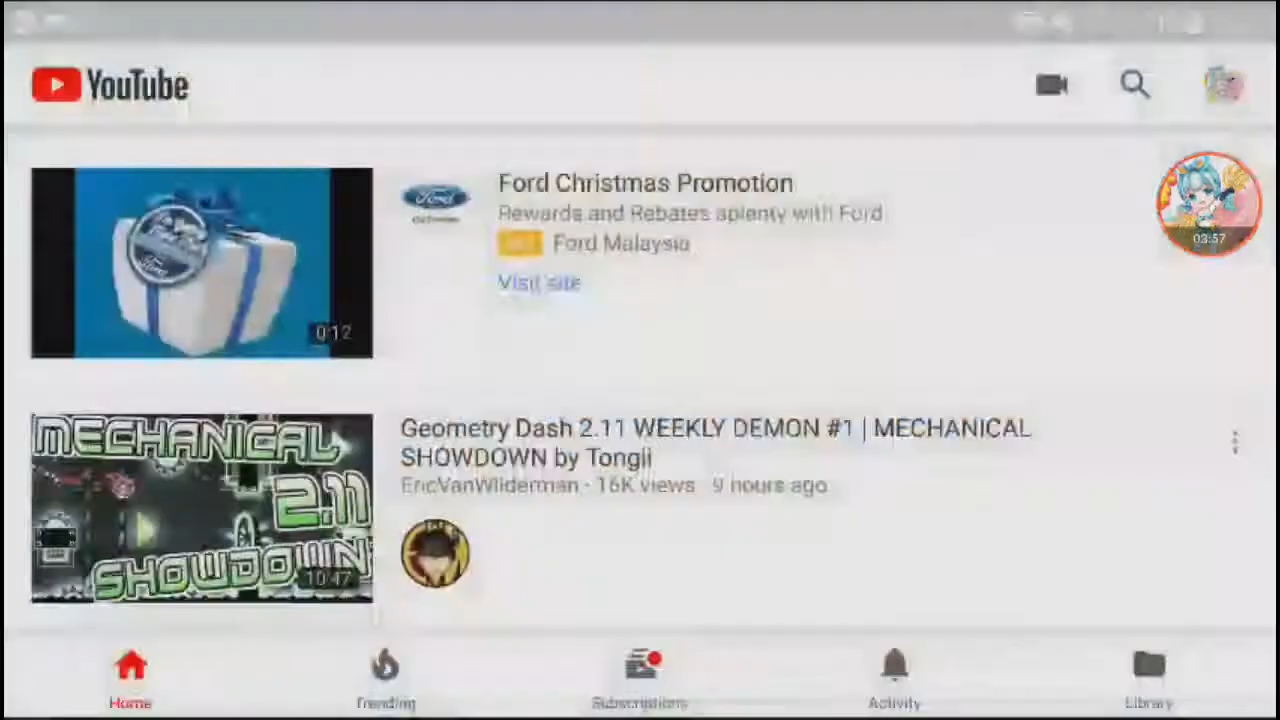 YouTube
Ford Christmas Promotion
Rewards and Rebates aplenty with Ford
Ford Malaysia
Visit site
Ford
Ford
0:12
03:57
MECHANICAL
2.11
SHOWDOWN
10:47
Geometry Dash 2.11 WEEKLY DEMON #1 | MECHANICAL
SHOWDOWN by Tongii
EricVanWilderman · 16K views · 9 hours ago
Home
Trending
Subscriptions
Activity
Library